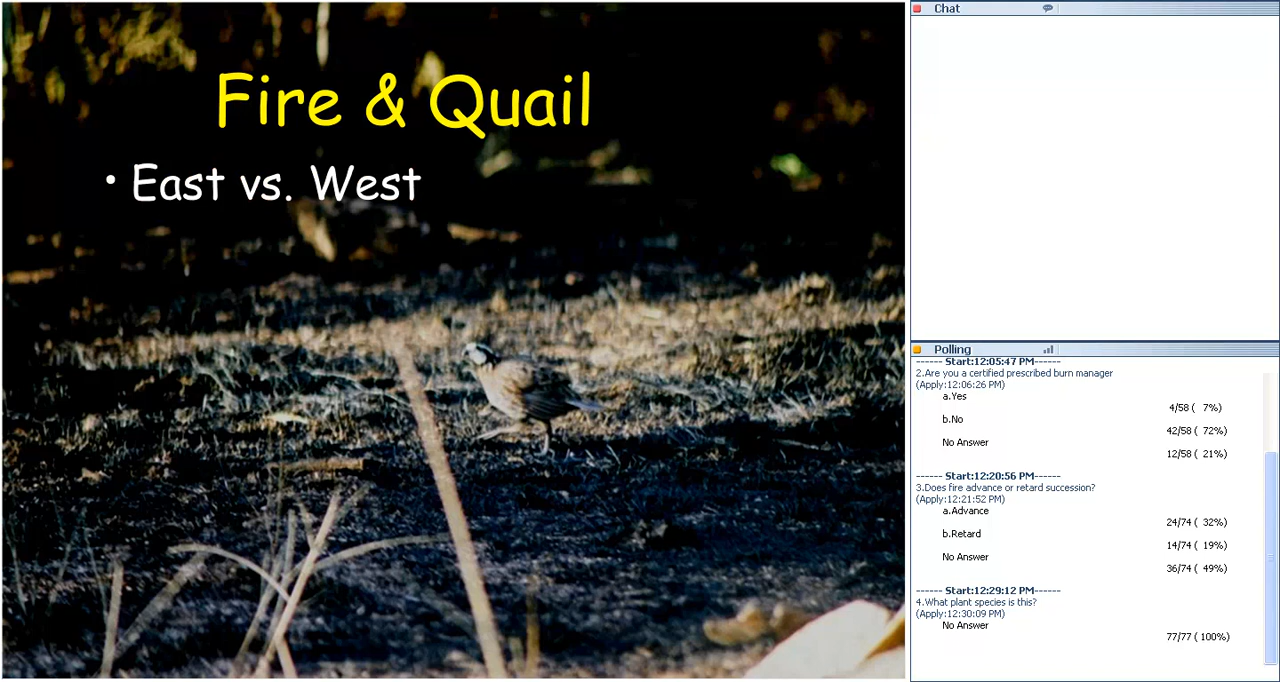 Fire & Quail
• East vs. West
Chat
Polling
------ Start:12:05:47 PM------
2.Are you a certified prescribed burn manager
(Apply:12:06:26 PM)
a.Yes
4/58 ( 7%)
b.No
42/58 ( 72%)
No Answer
12/58 ( 21%)
------ Start:12:20:56 PM------
3.Does fire advance or retard succession?
(Apply:12:21:52 PM)
a.Advance
24/74 ( 32%)
b.Retard
14/74 ( 19%)
No Answer
36/74 ( 49%)
------ Start:12:29:12 PM------
4.What plant species is this?
(Apply:12:30:09 PM)
No Answer
77/77 ( 100%)